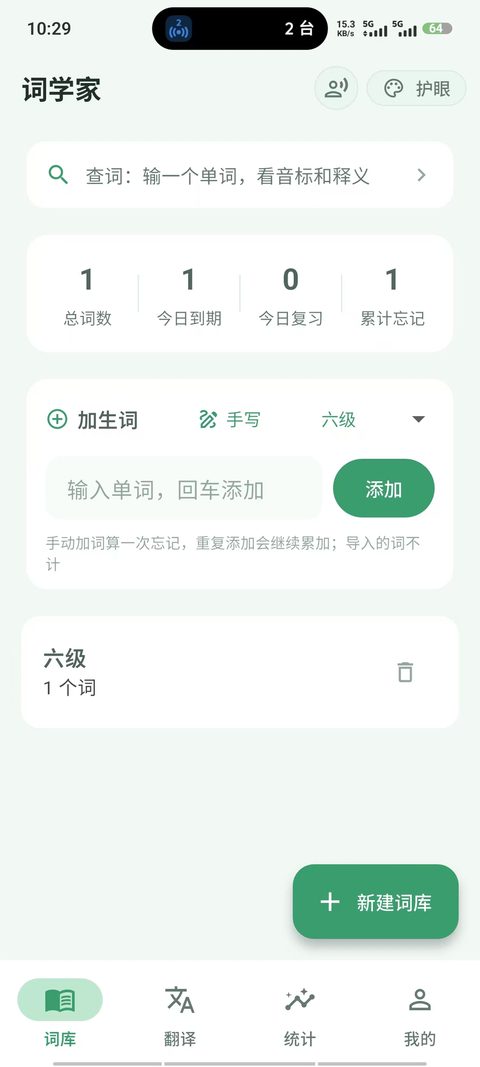 10:29
2
2 台
15.3
KB/s
5G
5G
64
词学家
护眼
查词：输一个单词，看音标和释义
1
1
0
1
总词数
今日到期
今日复习
累计忘记
加生词
手写
六级
输入单词，回车添加
添加
手动加词算一次忘记，重复添加会继续累加；导入的词不
计
六级
1 个词
新建词库
词库
翻译
统计
我的